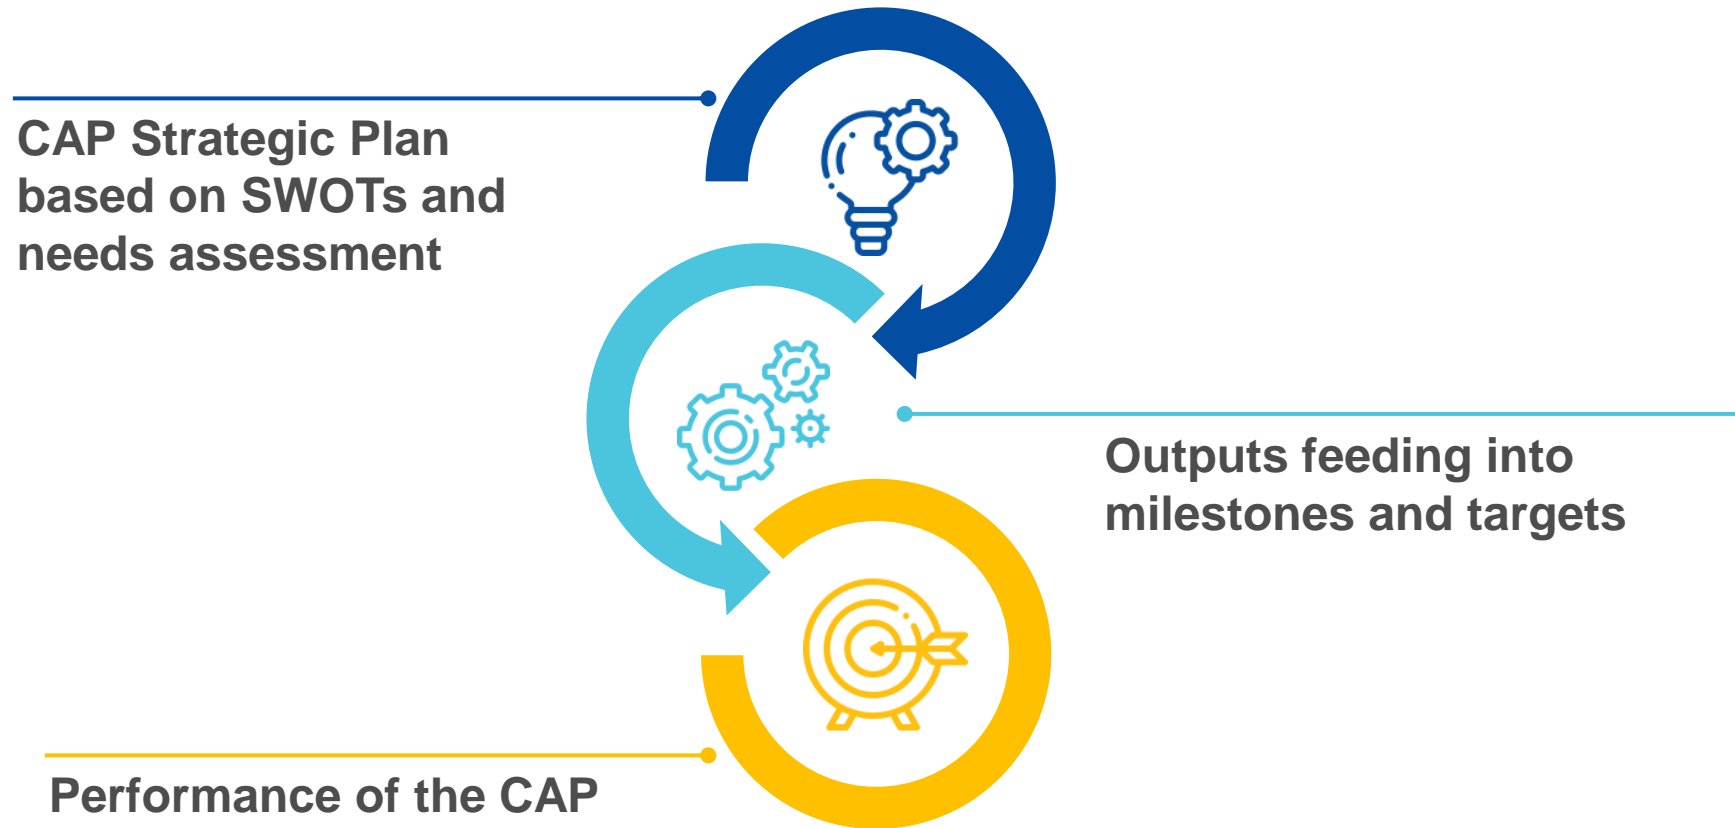 CAP Strategic Plan
based on SWOTs and
needs assessment
Outputs feeding into
milestones and targets
Performance of the CAP